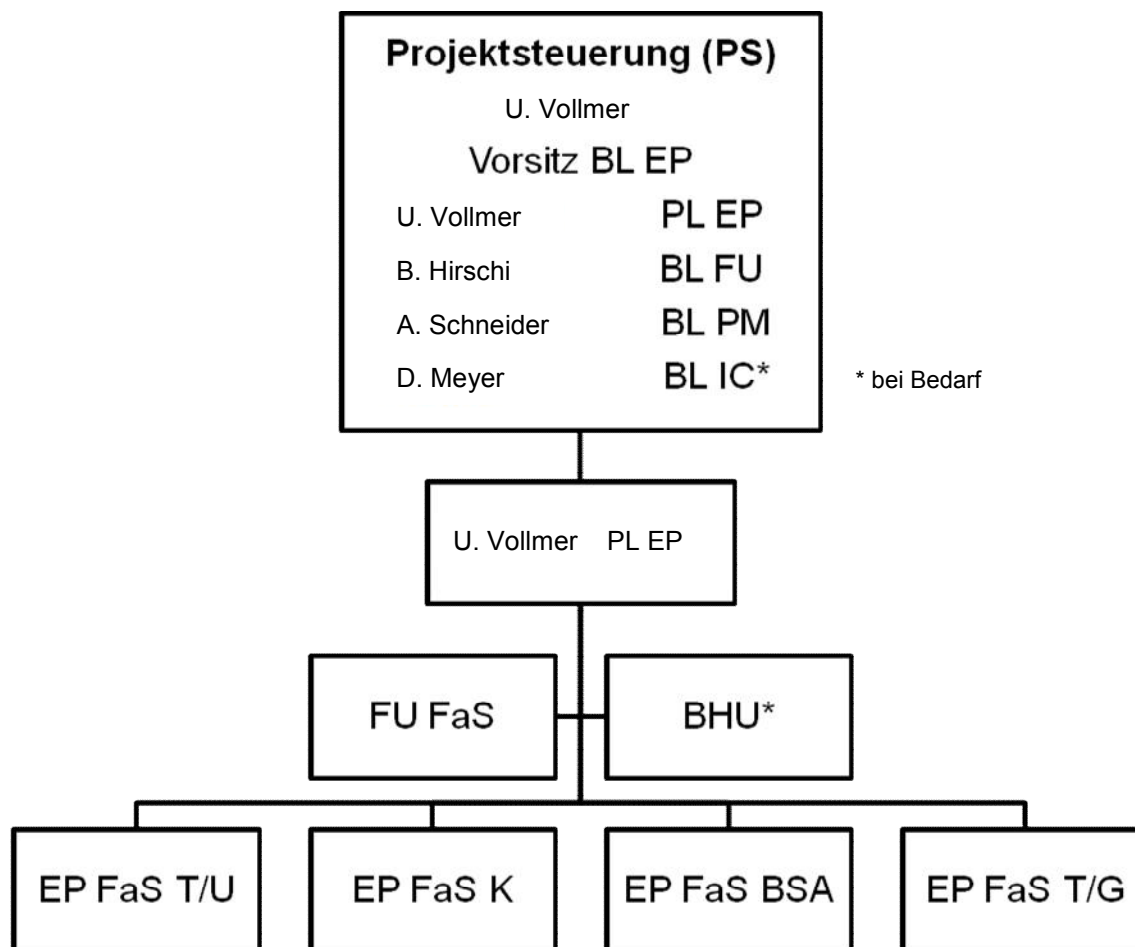 Projektsteuerung (PS)
U. Vollmer
Vorsitz BL EP
U. Vollmer PL EP
B. Hirschi BL FU
A. Schneider BL PM
D. Meyer BL IC* * bei Bedarf
U. Vollmer PL EP
FU FaS BHU*
EP FaS T/U EP FaS K EP FaS BSA EP FaS T/G